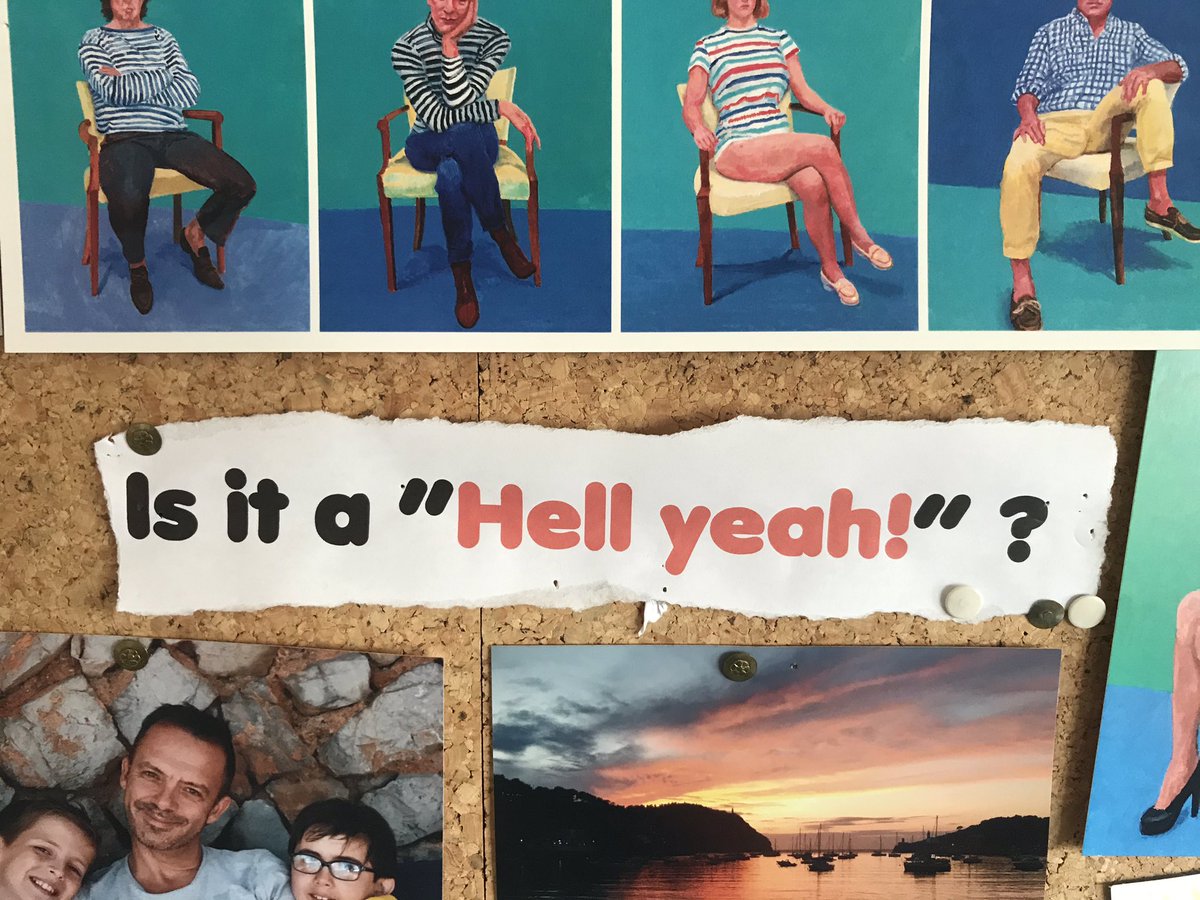 Is it a "Hell yeah!" ?